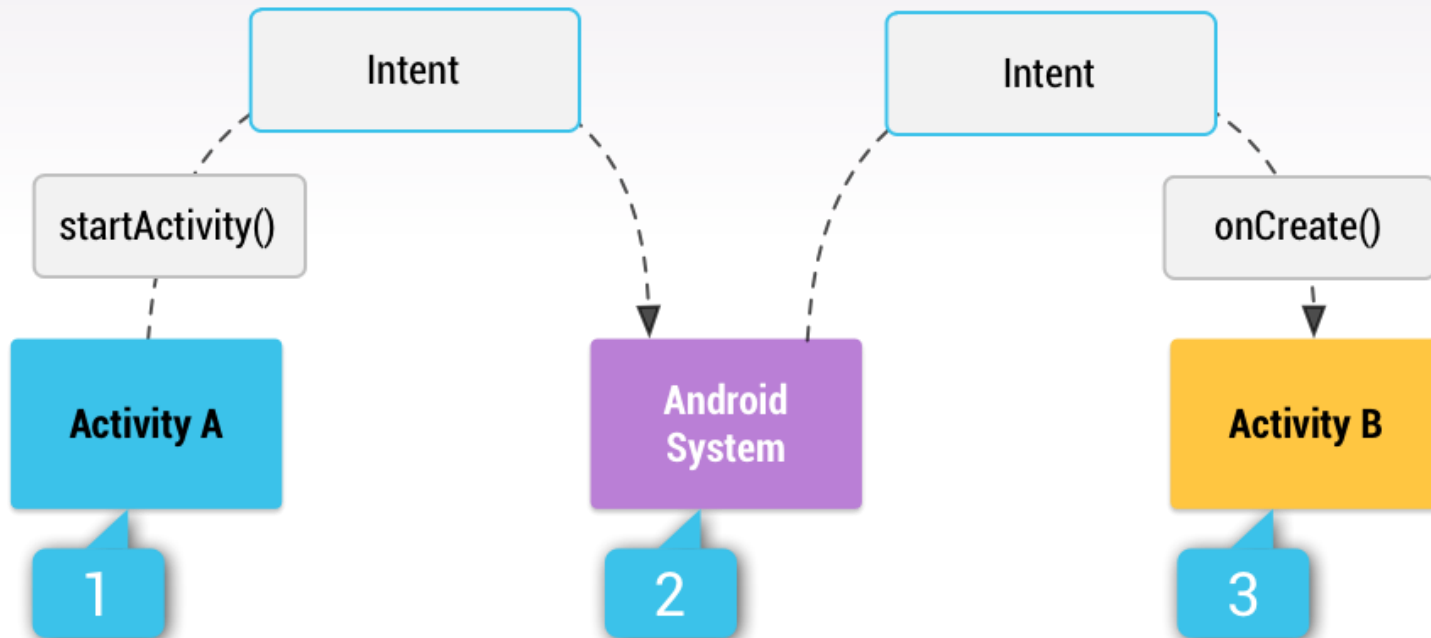 Intent
Intent
startActivity()
onCreate()
Activity A
Android
System
Activity B
1
2
3